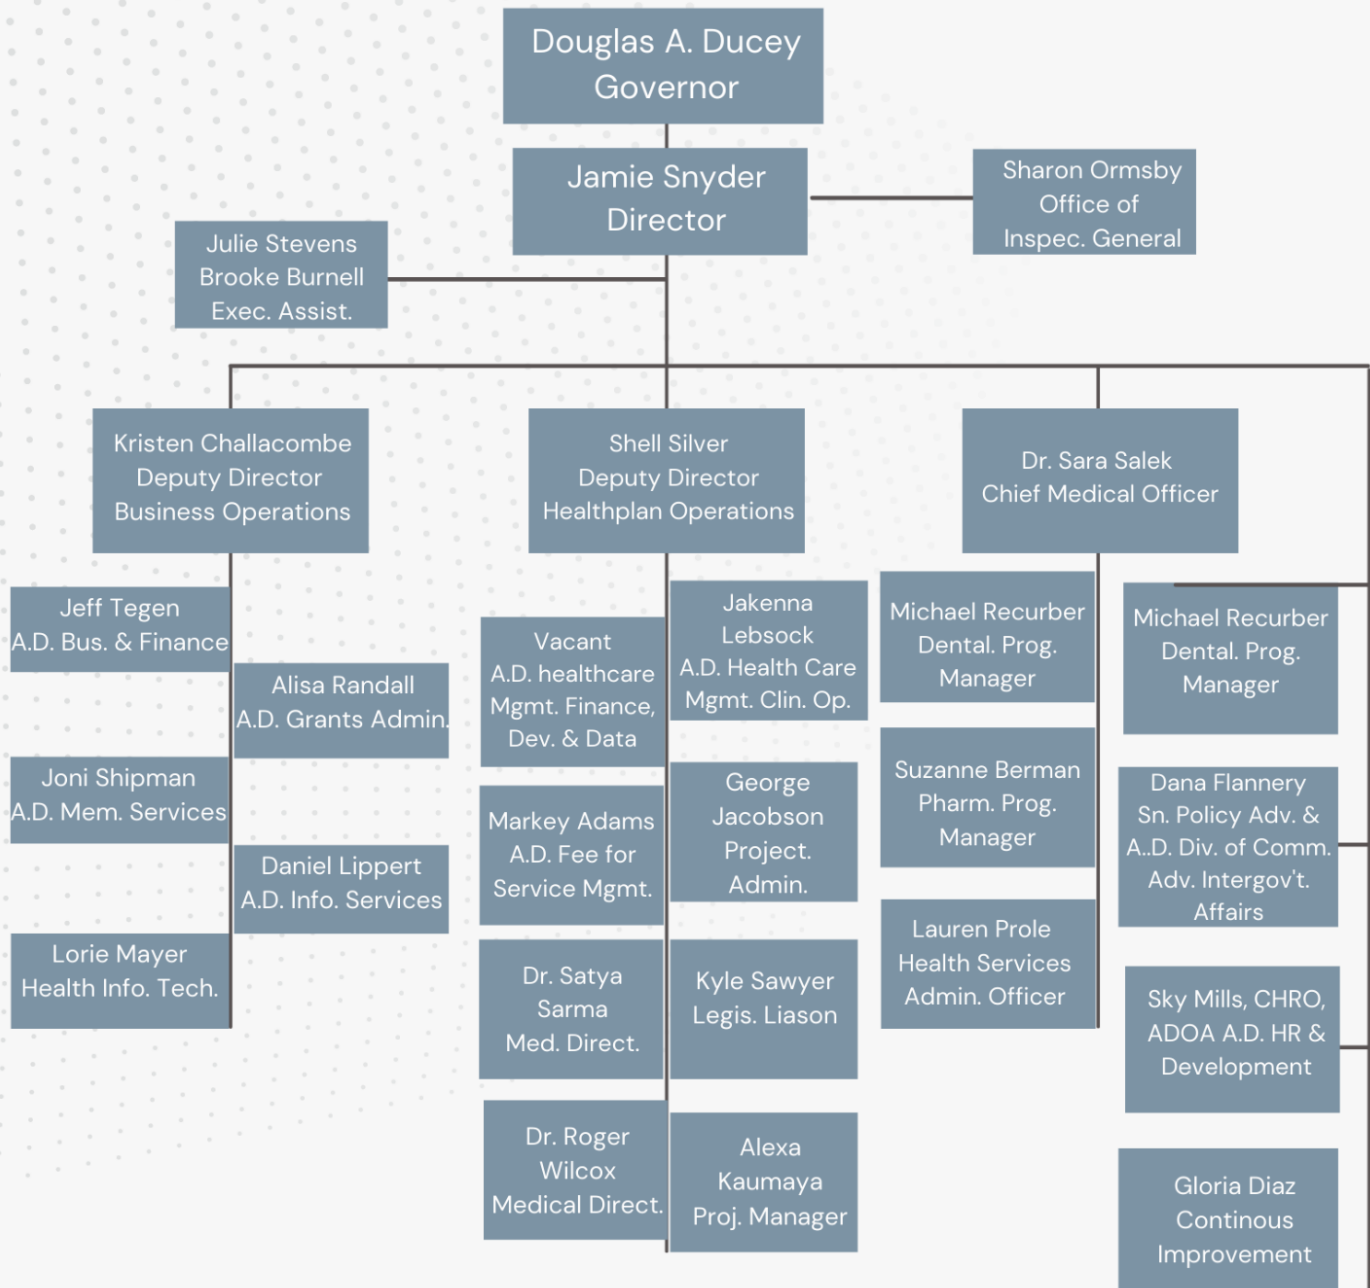 Douglas A. Ducey
Governor
Jamie Snyder
Director
Sharon Ormsby
Office of
Inspec. General
Julie Stevens
Brooke Burnell
Exec. Assist.
Kristen Challacombe
Deputy Director
Business Operations
Shell Silver
Deputy Director
Healthplan Operations
Dr. Sara Salek
Chief Medical Officer
Jeff Tegen
A.D. Bus. & Finance
Alisa Randall
A.D. Grants Admin.
Joni Shipman
A.D. Mem. Services
Daniel Lippert
A.D. Info. Services
Lorie Mayer
Health Info. Tech.
Vacant
A.D. healthcare
Mgmt. Finance,
Dev. & Data
Jakenna
Lebsock
A.D. Health Care
Mgmt. Clin. Op.
Markey Adams
A.D. Fee for
Service Mgmt.
George
Jacobson
Project.
Admin.
Dr. Satya
Sarma
Med. Direct.
Kyle Sawyer
Legis. Liason
Dr. Roger
Wilcox
Medical Direct.
Alexa
Kaumaya
Proj. Manager
Michael Recurber
Dental. Prog.
Manager
Suzanne Berman
Pharm. Prog.
Manager
Lauren Prole
Health Services
Admin. Officer
Michael Recurber
Dental. Prog.
Manager
Dana Flannery
Sn. Policy Adv. &
A..D. Div. of Comm.
Adv. Intergov't.
Affairs
Sky Mills, CHRO,
ADOA A.D. HR &
Development
Gloria Diaz
Continous
Improvement